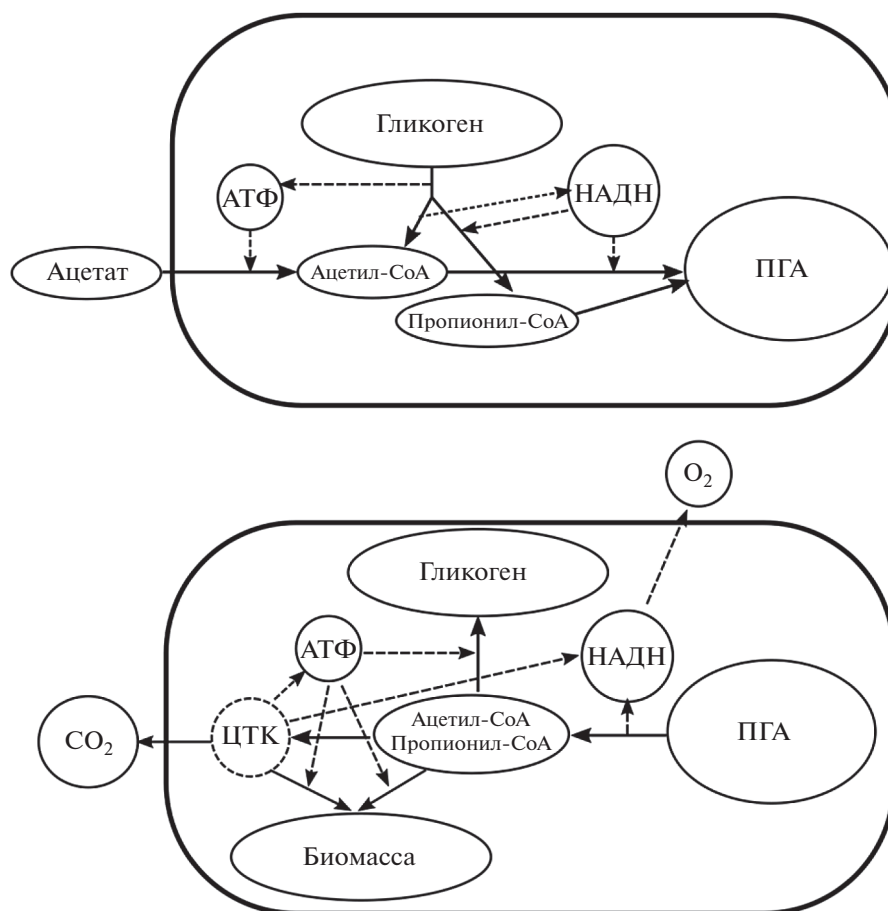 Гликоген
АТФ
НАДН
Ацетат
Ацетил-CoA
ПГА
Пропионил-CoA
O₂
Гликоген
АТФ
НАДН
CO₂
ЦТК
Ацетил-CoA
Пропионил-CoA
ПГА
Биомасса